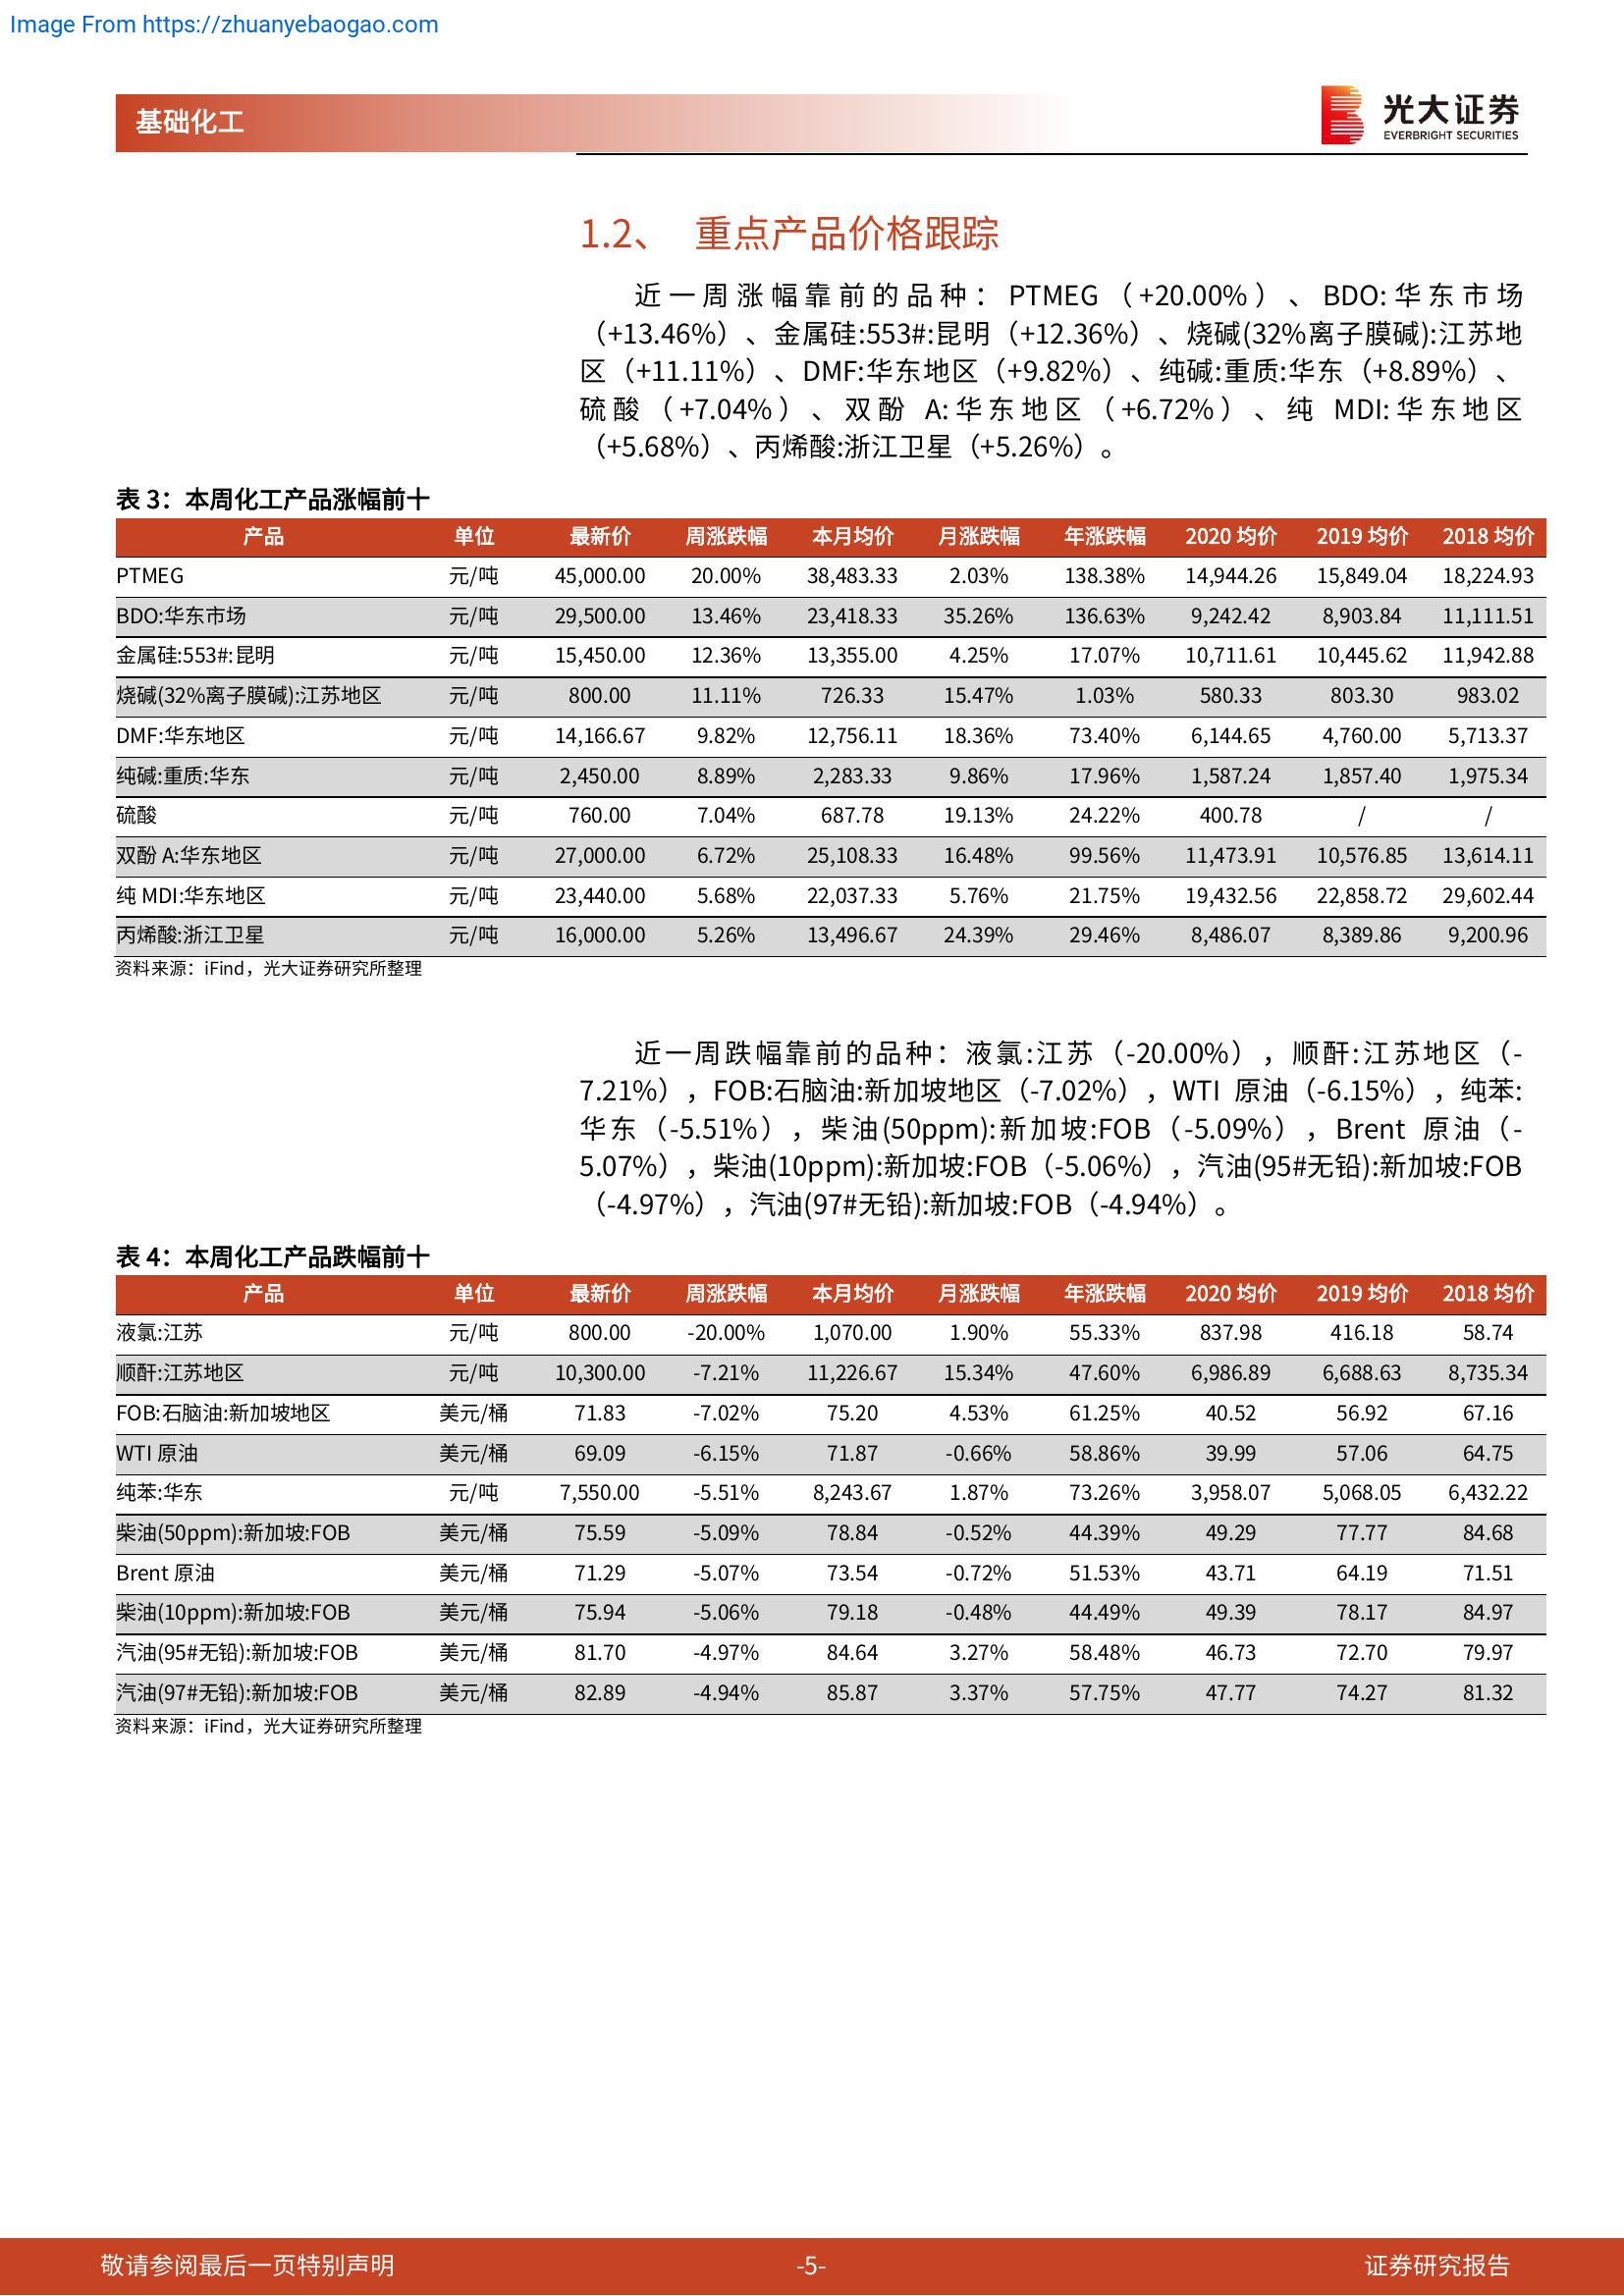 Image From https://zhuanyebaogao.com
基础化工
光大证券
EVERBRIGHT SECURITIES
1.2、 重点产品价格跟踪
近一周涨幅靠前的品种：PTMEG（+20.00%）、BDO:华东市场
（+13.46%）、金属硅:553#:昆明（+12.36%）、烧碱(32%离子膜碱):江苏地
区（+11.11%）、DMF:华东地区（+9.82%）、纯碱:重质:华东（+8.89%）、
硫酸（+7.04%）、双酚 A:华东地区（+6.72%）、纯 MDI:华东地区
（+5.68%）、丙烯酸:浙江卫星（+5.26%）。
表 3：本周化工产品涨幅前十
产品 单位 最新价 周涨跌幅 本月均价 月涨跌幅 年涨跌幅 2020 均价 2019 均价 2018 均价
PTMEG 元/吨 45,000.00 20.00% 38,483.33 2.03% 138.38% 14,944.26 15,849.04 18,224.93
BDO:华东市场 元/吨 29,500.00 13.46% 23,418.33 35.26% 136.63% 9,242.42 8,903.84 11,111.51
金属硅:553#:昆明 元/吨 15,450.00 12.36% 13,355.00 4.25% 17.07% 10,711.61 10,445.62 11,942.88
烧碱(32%离子膜碱):江苏地区 元/吨 800.00 11.11% 726.33 15.47% 1.03% 580.33 803.30 983.02
DMF:华东地区 元/吨 14,166.67 9.82% 12,756.11 18.36% 73.40% 6,144.65 4,760.00 5,713.37
纯碱:重质:华东 元/吨 2,450.00 8.89% 2,283.33 9.86% 17.96% 1,587.24 1,857.40 1,975.34
硫酸 元/吨 760.00 7.04% 687.78 19.13% 24.22% 400.78 / /
双酚 A:华东地区 元/吨 27,000.00 6.72% 25,108.33 16.48% 99.56% 11,473.91 10,576.85 13,614.11
纯 MDI:华东地区 元/吨 23,440.00 5.68% 22,037.33 5.76% 21.75% 19,432.56 22,858.72 29,602.44
丙烯酸:浙江卫星 元/吨 16,000.00 5.26% 13,496.67 24.39% 29.46% 8,486.07 8,389.86 9,200.96
资料来源：iFind，光大证券研究所整理
近一周跌幅靠前的品种：液氯:江苏（-20.00%），顺酐:江苏地区（-
7.21%），FOB:石脑油:新加坡地区（-7.02%），WTI 原油（-6.15%），纯苯:
华东（-5.51%），柴油(50ppm):新加坡:FOB（-5.09%），Brent 原油（-
5.07%），柴油(10ppm):新加坡:FOB（-5.06%），汽油(95#无铅):新加坡:FOB
（-4.97%），汽油(97#无铅):新加坡:FOB（-4.94%）。
表 4：本周化工产品跌幅前十
产品 单位 最新价 周涨跌幅 本月均价 月涨跌幅 年涨跌幅 2020 均价 2019 均价 2018 均价
液氯:江苏 元/吨 800.00 -20.00% 1,070.00 1.90% 55.33% 837.98 416.18 58.74
顺酐:江苏地区 元/吨 10,300.00 -7.21% 11,226.67 15.34% 47.60% 6,986.89 6,688.63 8,735.34
FOB:石脑油:新加坡地区 美元/桶 71.83 -7.02% 75.20 4.53% 61.25% 40.52 56.92 67.16
WTI 原油 美元/桶 69.09 -6.15% 71.87 -0.66% 58.86% 39.99 57.06 64.75
纯苯:华东 元/吨 7,550.00 -5.51% 8,243.67 1.87% 73.26% 3,958.07 5,068.05 6,432.22
柴油(50ppm):新加坡:FOB 美元/桶 75.59 -5.09% 78.84 -0.52% 44.39% 49.29 77.77 84.68
Brent 原油 美元/桶 71.29 -5.07% 73.54 -0.72% 51.53% 43.71 64.19 71.51
柴油(10ppm):新加坡:FOB 美元/桶 75.94 -5.06% 79.18 -0.48% 44.49% 49.39 78.17 84.97
汽油(95#无铅):新加坡:FOB 美元/桶 81.70 -4.97% 84.64 3.27% 58.48% 46.73 72.70 79.97
汽油(97#无铅):新加坡:FOB 美元/桶 82.89 -4.94% 85.87 3.37% 57.75% 47.77 74.27 81.32
资料来源：iFind，光大证券研究所整理
敬请参阅最后一页特别声明 -5- 证券研究报告